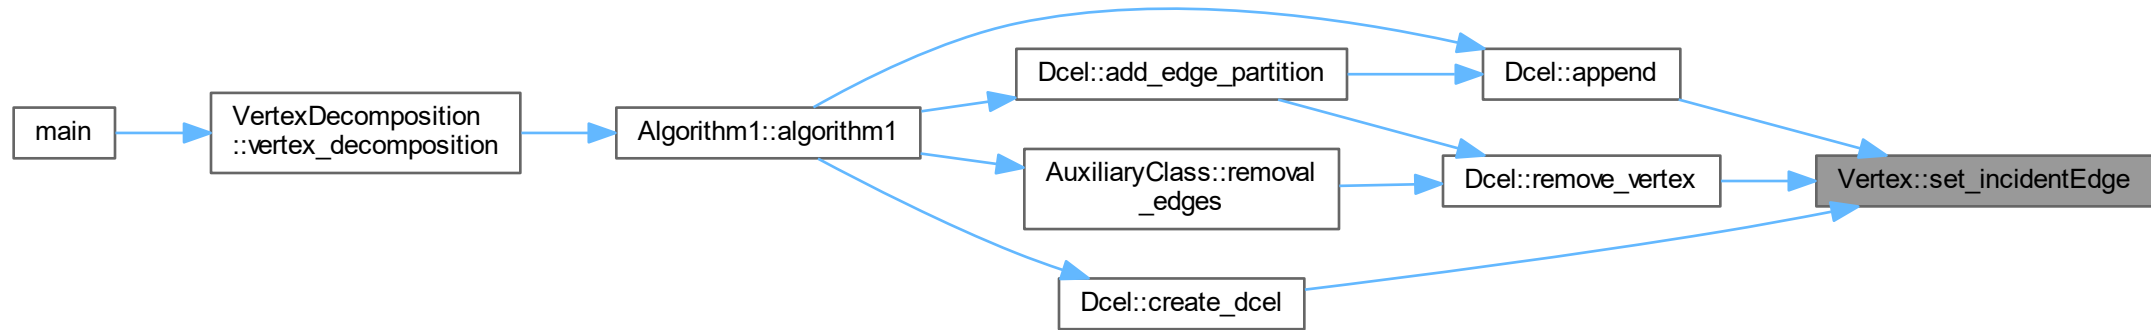 main
VertexDecomposition
::vertex_decomposition
Algorithm1::algorithm1
Dcel::add_edge_partition
AuxiliaryClass::removal
_edges
Dcel::create_dcel
Dcel::append
Dcel::remove_vertex
Vertex::set_incidentEdge